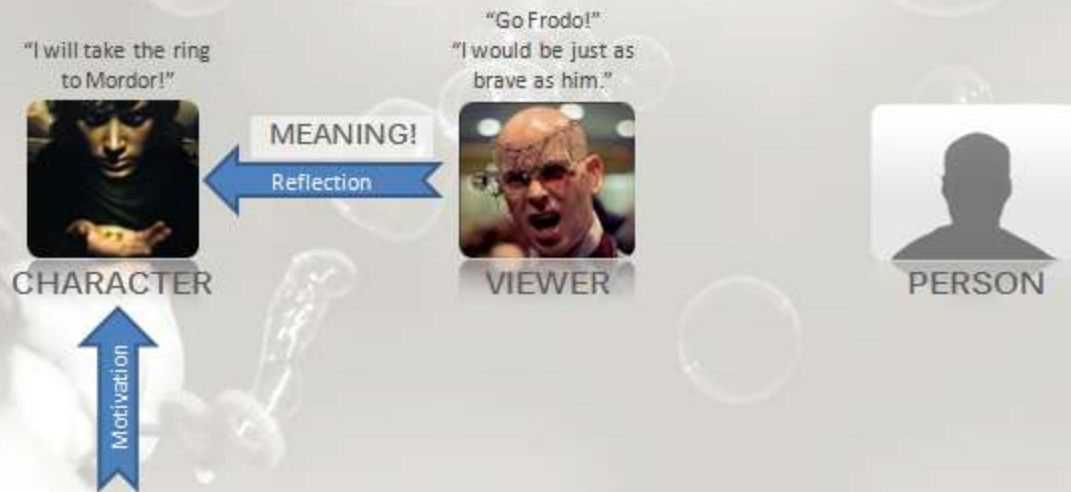 "I will take the ring
to Mordor!"
"Go Frodo!"
"I would be just as
brave as him."
MEANING!
Reflection
CHARACTER
VIEWER
PERSON
Motivation